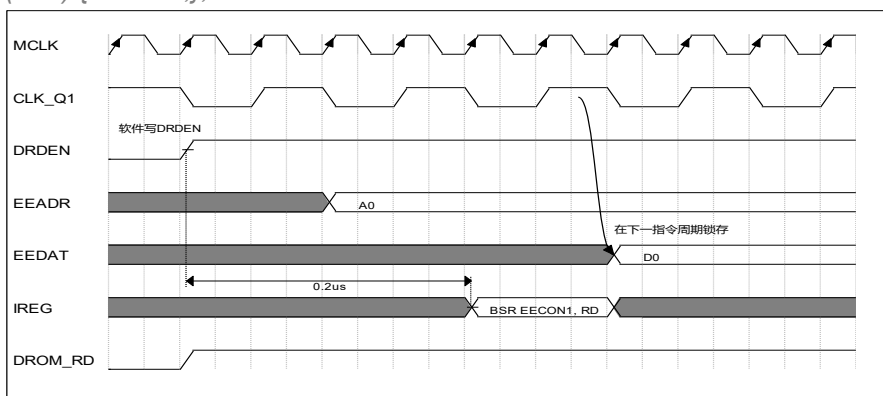 MCLK
CLK_Q1
软件写DRDEN
DRDEN
EEADR
A0
在下一指令周期锁存
EEDAT
D0
0.2us
IREG
BSR EECON1, RD
DROM_RD